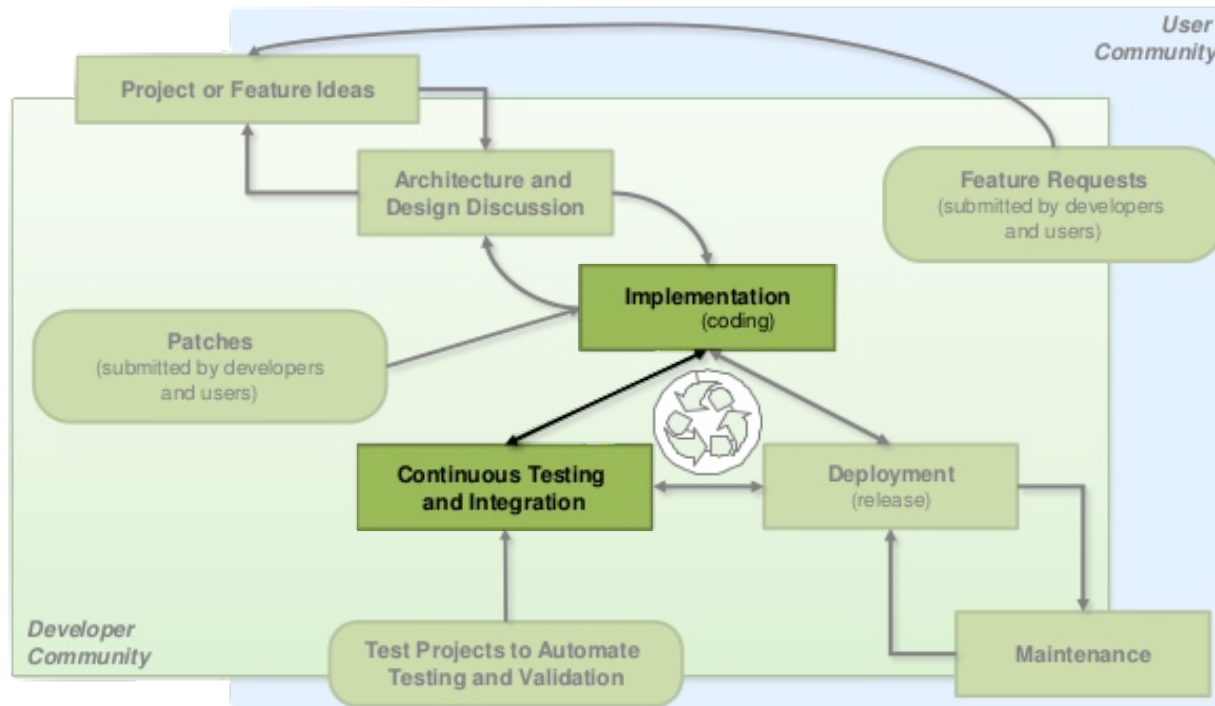 User
Community
Project or Feature Ideas
Architecture and
Design Discussion
Feature Requests
(submitted by developers
and users)
Implementation
(coding)
Patches
(submitted by developers
and users)
Continuous Testing
and Integration
Deployment
(release)
Developer
Community
Test Projects to Automate
Testing and Validation
Maintenance